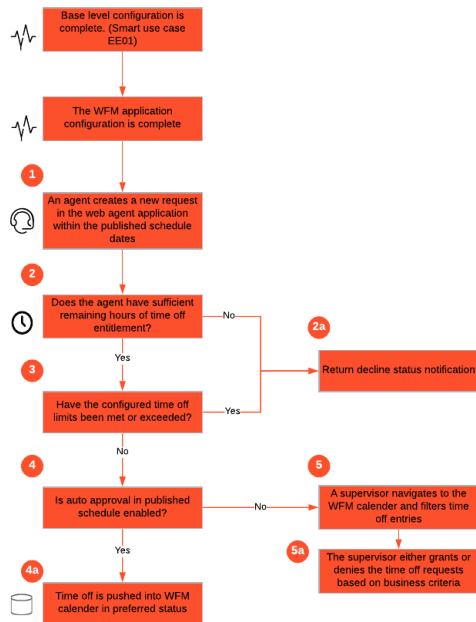 Base level configuration is
complete. (Smart use case
EE01)
The WFM application
configuration is complete
1
An agent creates a new request
in the web agent application
within the published schedule
dates
2
Does the agent have sufficient
remaining hours of time off
entitlement?
No
2a
Return decline status notification
Yes
3
Have the configured time off
limits been met or exceeded?
Yes
No
4
Is auto approval in published
schedule enabled?
No
5
A supervisor navigates to the
WFM calender and filters time
off entries
Yes
5a
The supervisor either grants or
denies the time off requests
based on business criteria
4a
Time off is pushed into WFM
calender in preferred status